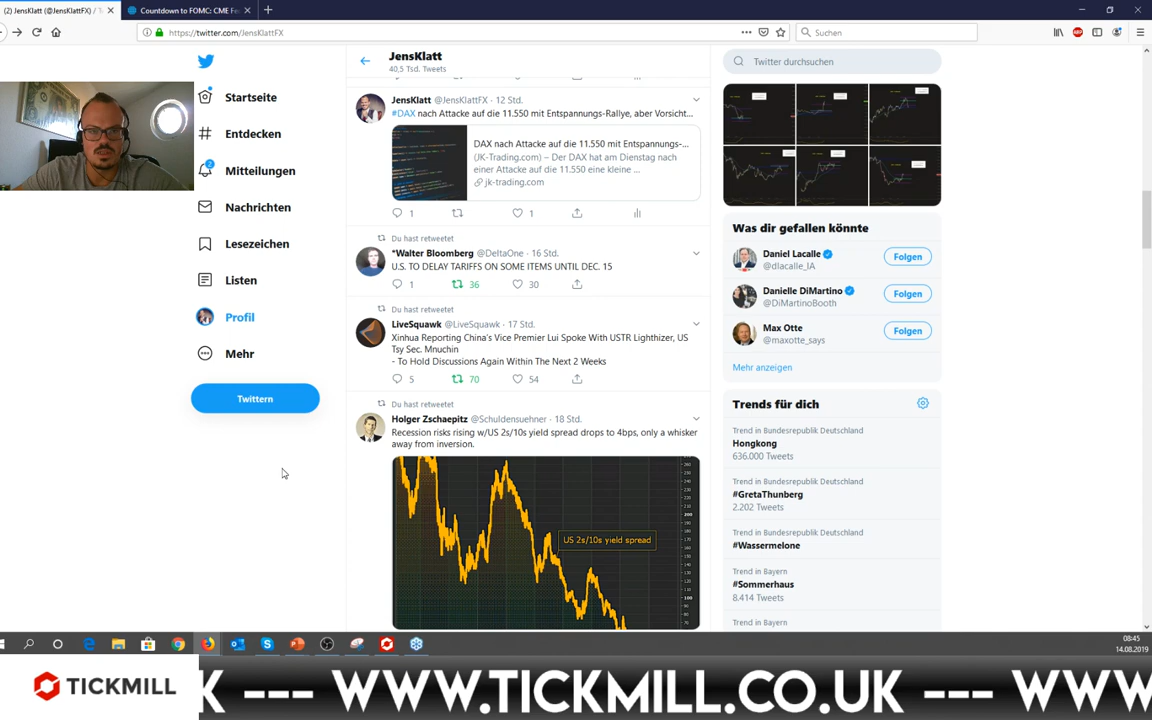 (2) JensKlatt (@JensKlattFX) / T
Countdown to FOMC: CME Fe
https://twitter.com/JensKlattFX
Suchen
JensKlatt
40,5 Tsd. Tweets
Twitter durchsuchen
Startseite
Entdecken
2
Mitteilungen
Nachrichten
Lesezeichen
Listen
Profil
Mehr
Twittern
JensKlatt @JensKlattFX · 12 Std.
#DAX nach Attacke auf die 11.550 mit Entspannungs-Rallye, aber Vorsicht...
DAX nach Attacke auf die 11.550 mit Entspannungs-...
(JK-Trading.com) – Der DAX hat am Dienstag nach
einer Attacke auf die 11.550 eine kleine ...
jk-trading.com
1 1
Du hast retweetet
*Walter Bloomberg @DeltaOne · 16 Std.
U.S. TO DELAY TARIFFS ON SOME ITEMS UNTIL DEC. 15
1 36 30
Du hast retweetet
LiveSquawk @LiveSquawk · 17 Std.
Xinhua Reporting China's Vice Premier Lui Spoke With USTR Lighthizer, US
Tsy Sec. Mnuchin
- To Hold Discussions Again Within The Next 2 Weeks
5 70 54
Du hast retweetet
Holger Zschaepitz @Schuldensuehner · 18 Std.
Recession risks rising w/US 2s/10s yield spread drops to 4bps, only a whisker
away from inversion.
US 2s/10s yield spread
Was dir gefallen könnte
Daniel Lacalle
@dlacalle_IA
Folgen
Danielle DiMartino
@DiMartinoBooth
Folgen
Max Otte
@maxotte_says
Folgen
Mehr anzeigen
Trends für dich
Trend in Bundesrepublik Deutschland
Hongkong
636.000 Tweets
Trend in Bundesrepublik Deutschland
#GretaThunberg
2.202 Tweets
Trend in Bundesrepublik Deutschland
#Wassermelone
Trend in Bayern
#Sommerhaus
8.414 Tweets
Trend in Bayern
08:45
14.08.2019
TICKMILL
K --- WWW.TICKMILL.CO.UK --- WW